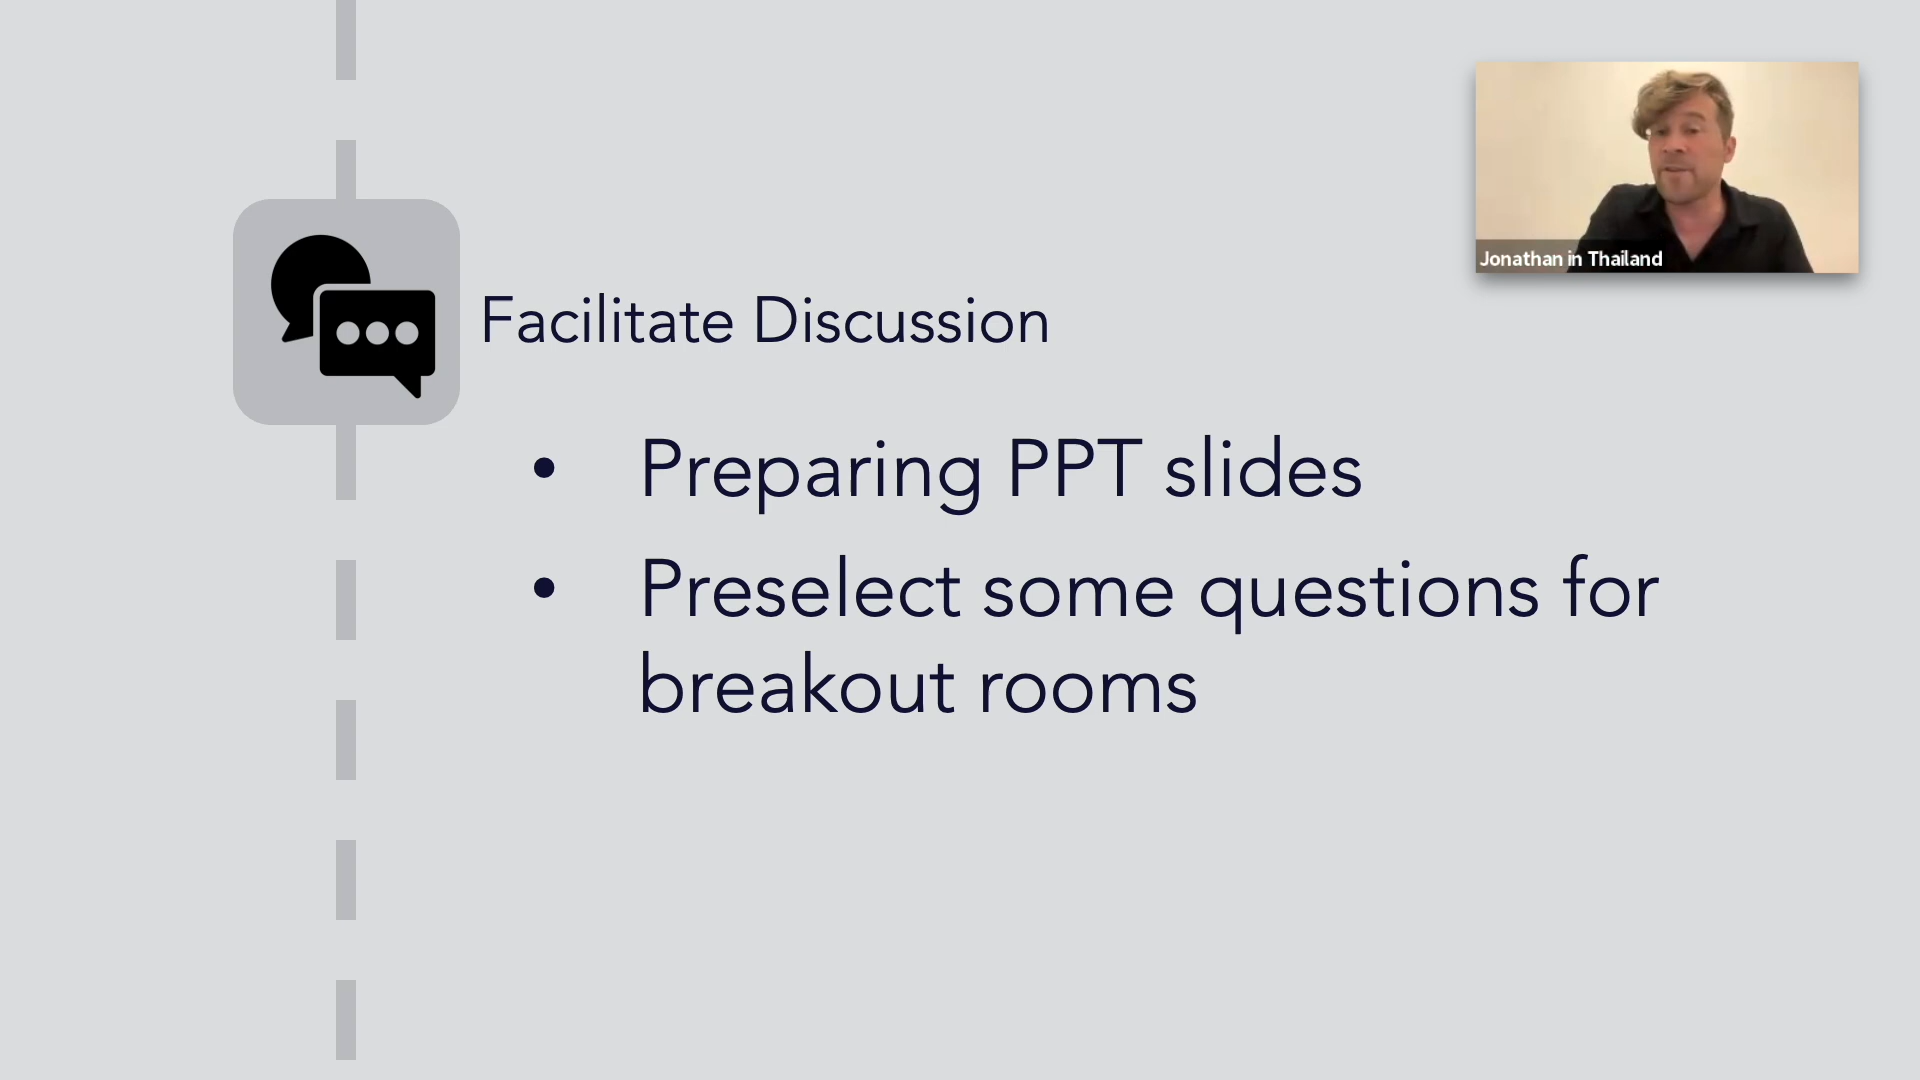 Jonathan in Thailand
Facilitate Discussion
• Preparing PPT slides
• Preselect some questions for
breakout rooms